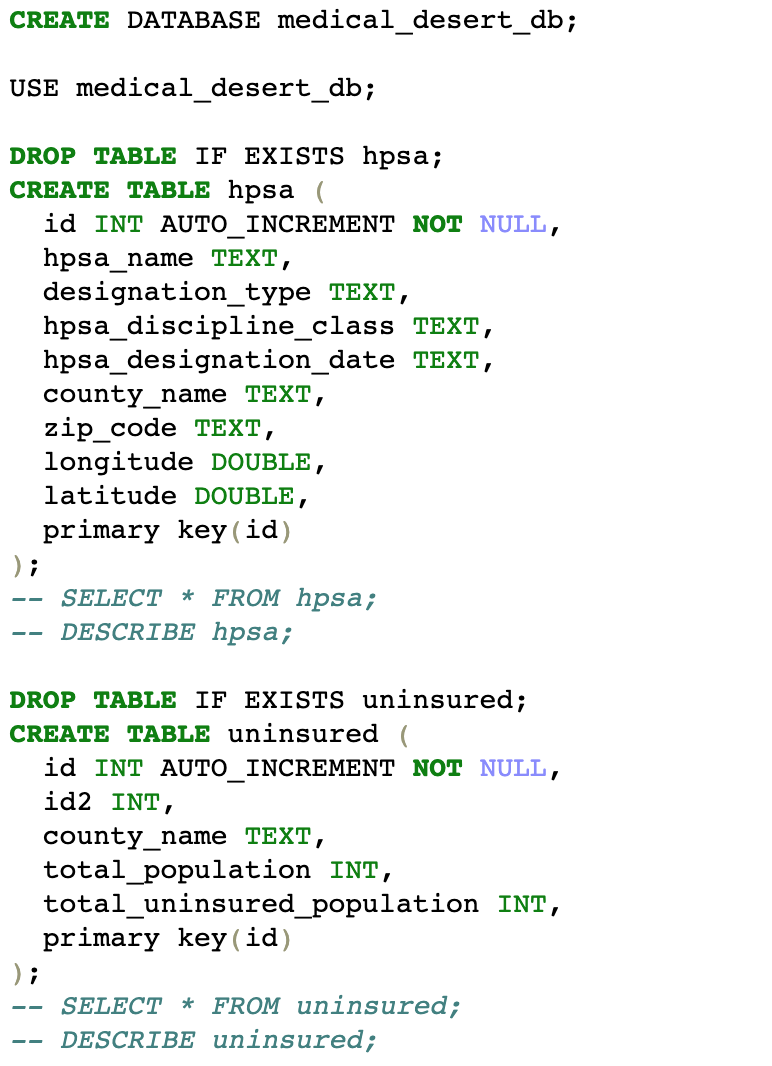 CREATE DATABASE medical_desert_db;
USE medical_desert_db;
DROP TABLE IF EXISTS hpsa;
CREATE TABLE hpsa (
  id INT AUTO_INCREMENT NOT NULL,
  hpsa_name TEXT,
  designation_type TEXT,
  hpsa_discipline_class TEXT,
  hpsa_designation_date TEXT,
  county_name TEXT,
  zip_code TEXT,
  longitude DOUBLE,
  latitude DOUBLE,
  primary key(id)
);
-- SELECT * FROM hpsa;
-- DESCRIBE hpsa;
DROP TABLE IF EXISTS uninsured;
CREATE TABLE uninsured (
  id INT AUTO_INCREMENT NOT NULL,
  id2 INT,
  county_name TEXT,
  total_population INT,
  total_uninsured_population INT,
  primary key(id)
);
-- SELECT * FROM uninsured;
-- DESCRIBE uninsured;